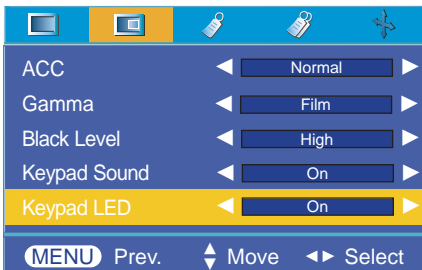 ACC Normal
Gamma Film
Black Level High
Keypad Sound On
Keypad LED On
MENU Prev. Move Select